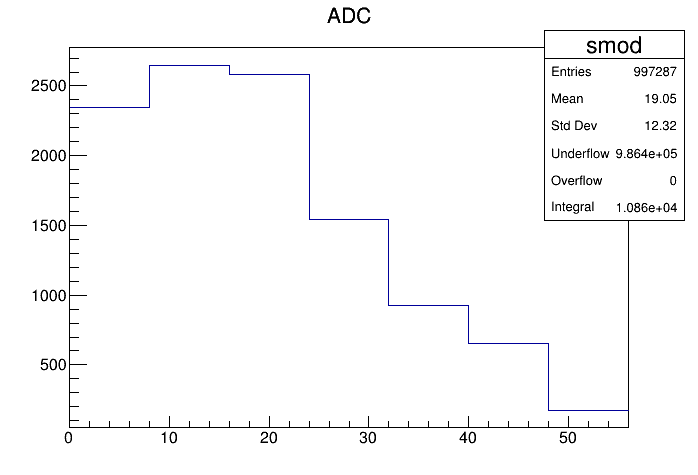 ADC
smod
Entries 997287
Mean 19.05
Std Dev 12.32
Underflow 9.864e+05
Overflow 0
Integral 1.086e+04
2500
2000
1500
1000
500
0 10 20 30 40 50